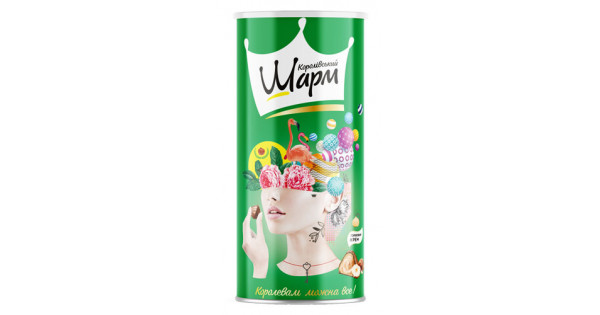 Королівський
Шарм
Королевам можна все!